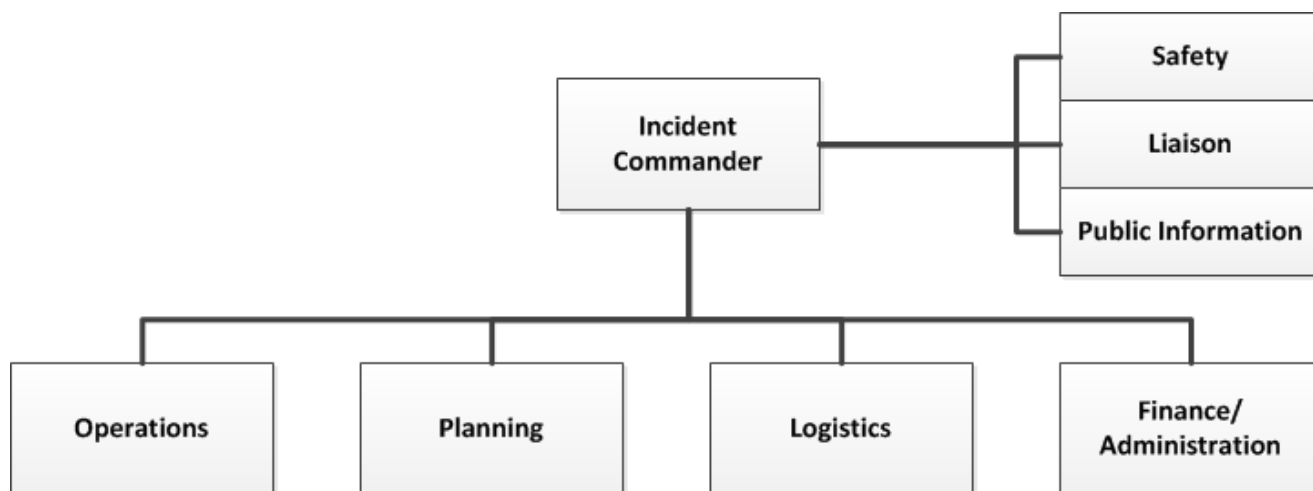 Safety
Incident
Commander
Liaison
Public Information
Operations
Planning
Logistics
Finance/
Administration